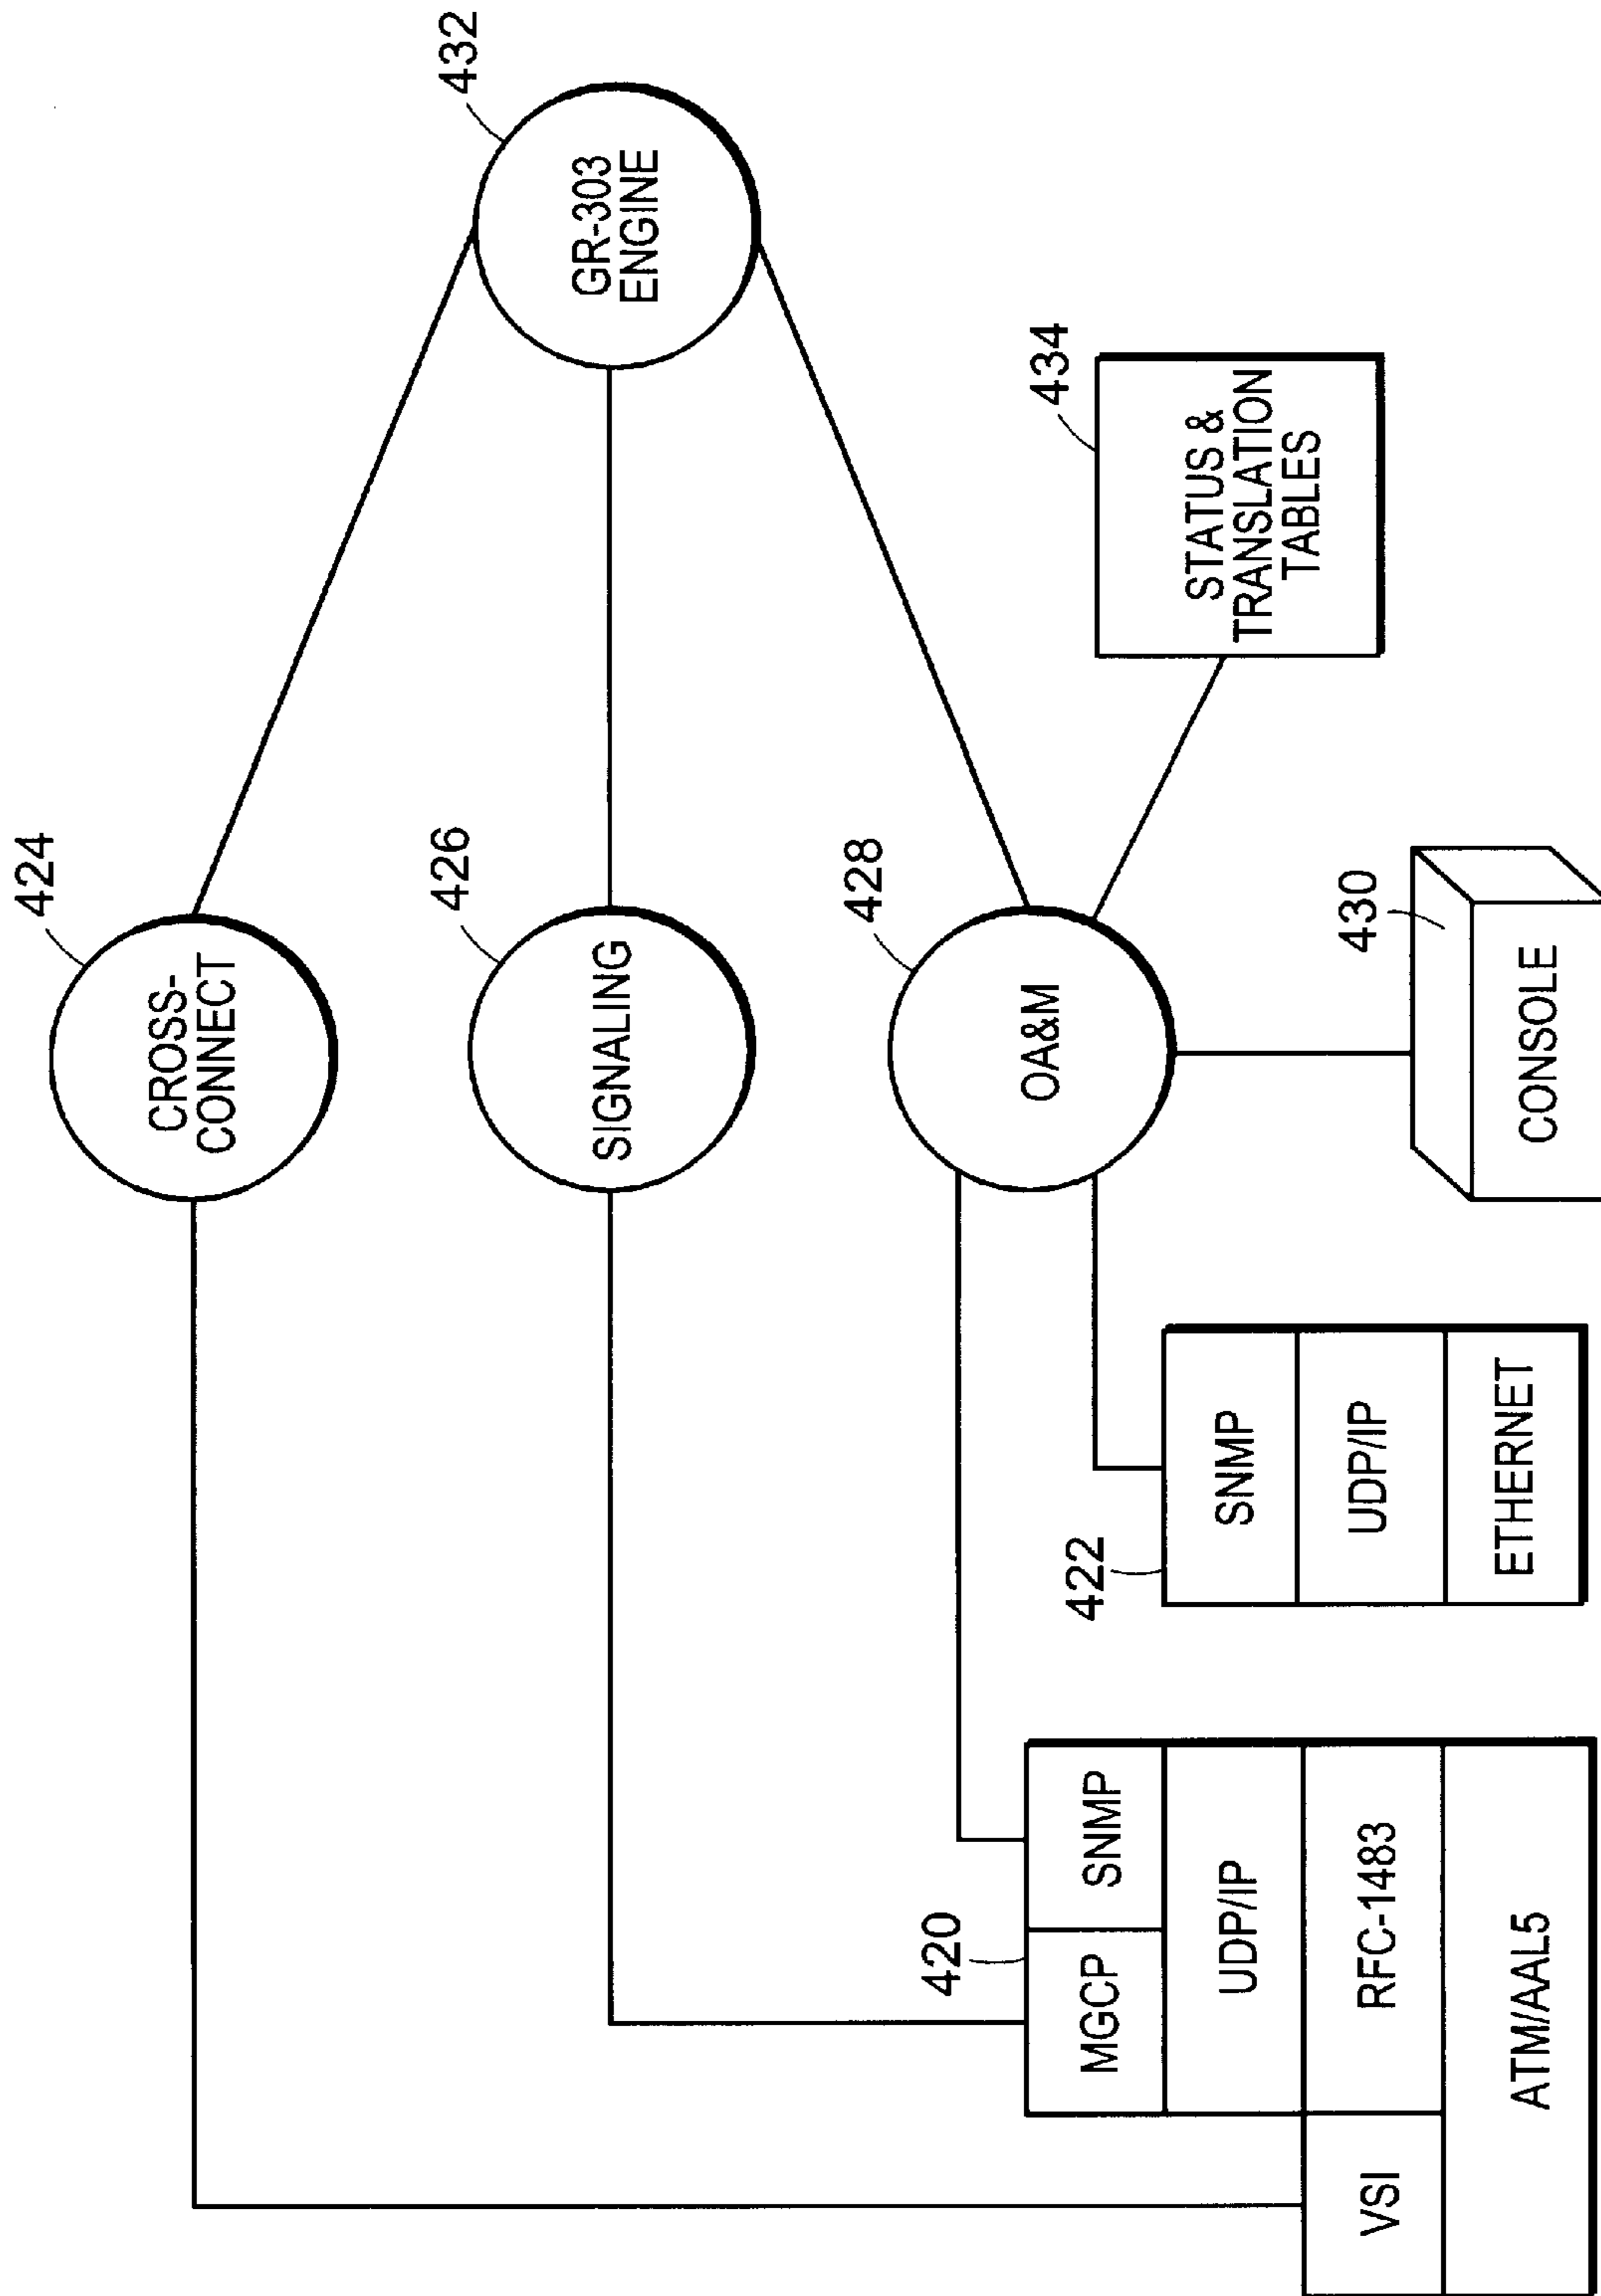 424
CROSS-
CONNECT
432
GR-303
ENGINE
426
SIGNALING
428
OA&M
434
STATUS &
TRANSLATION
TABLES
430
CONSOLE
420
MGCP
SNMP
UDP/IP
VSI
RFC-1483
ATM/AAL5
422
SNMP
UDP/IP
ETHERNET